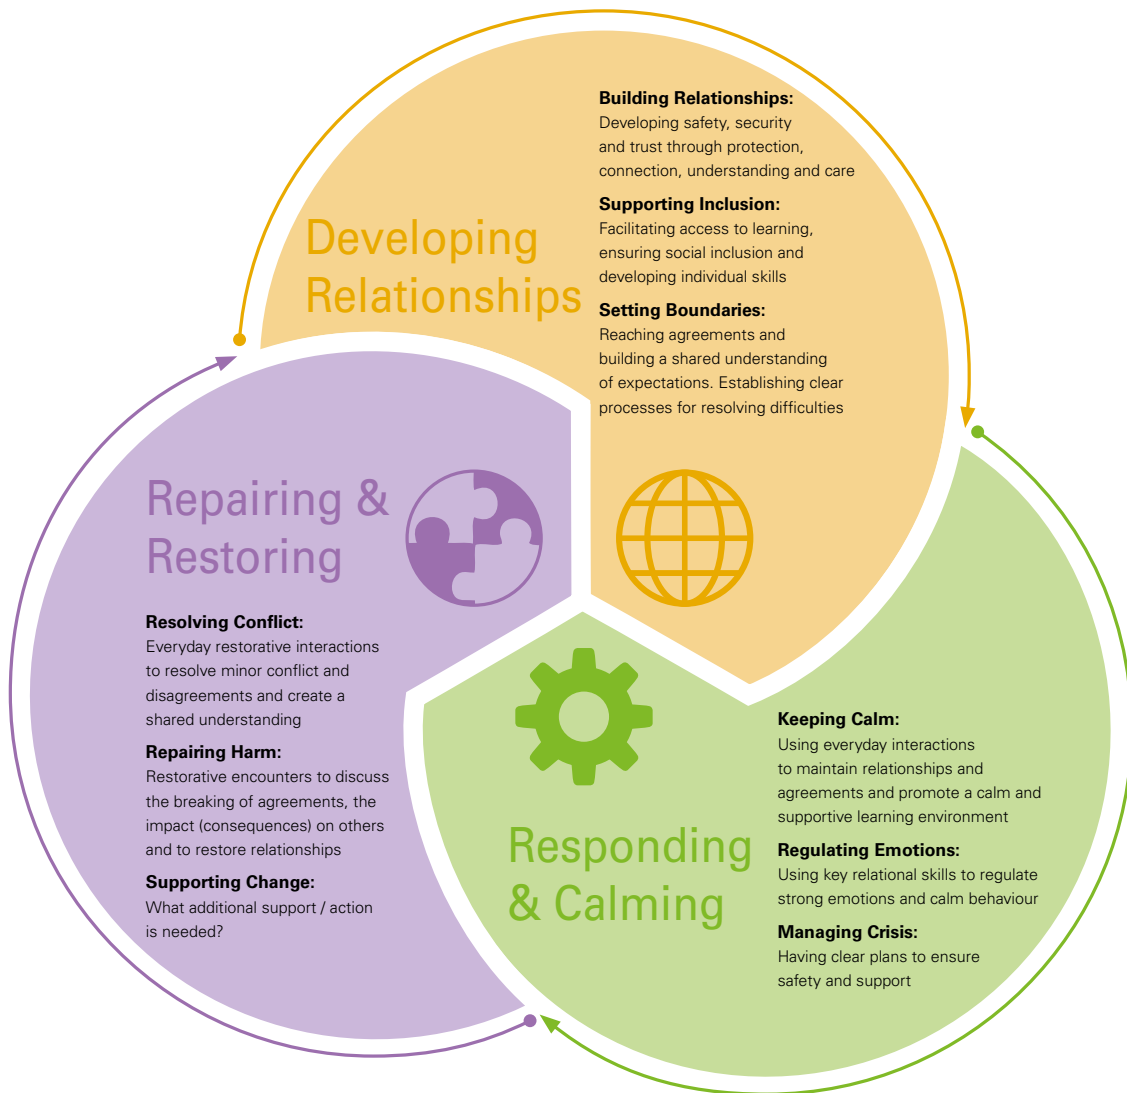 Developing
Relationships
Building Relationships:
Developing safety, security
and trust through protection,
connection, understanding and care
Supporting Inclusion:
Facilitating access to learning,
ensuring social inclusion and
developing individual skills
Setting Boundaries:
Reaching agreements and
building a shared understanding
of expectations. Establishing clear
processes for resolving difficulties
Repairing &
Restoring
Resolving Conflict:
Everyday restorative interactions
to resolve minor conflict and
disagreements and create a
shared understanding
Repairing Harm:
Restorative encounters to discuss
the breaking of agreements, the
impact (consequences) on others
and to restore relationships
Supporting Change:
What additional support / action
is needed?
Responding
& Calming
Keeping Calm:
Using everyday interactions
to maintain relationships and
agreements and promote a calm and
supportive learning environment
Regulating Emotions:
Using key relational skills to regulate
strong emotions and calm behaviour
Managing Crisis:
Having clear plans to ensure
safety and support